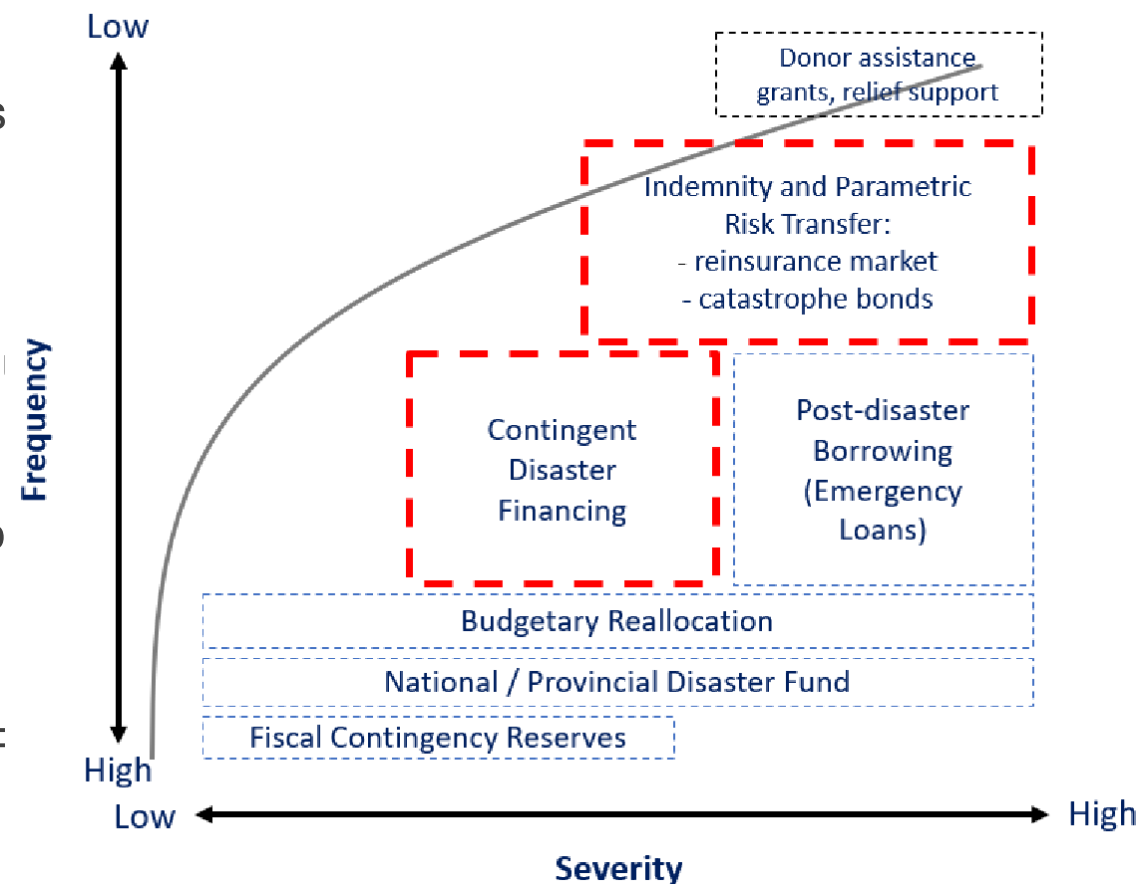 Low
Donor assistance
grants, relief support
Indemnity and Parametric
Risk Transfer:
- reinsurance market
- catastrophe bonds
Frequency
Contingent
Disaster
Financing
Post-disaster
Borrowing
(Emergency
Loans)
Budgetary Reallocation
National / Provincial Disaster Fund
Fiscal Contingency Reserves
High
Low
High
Severity